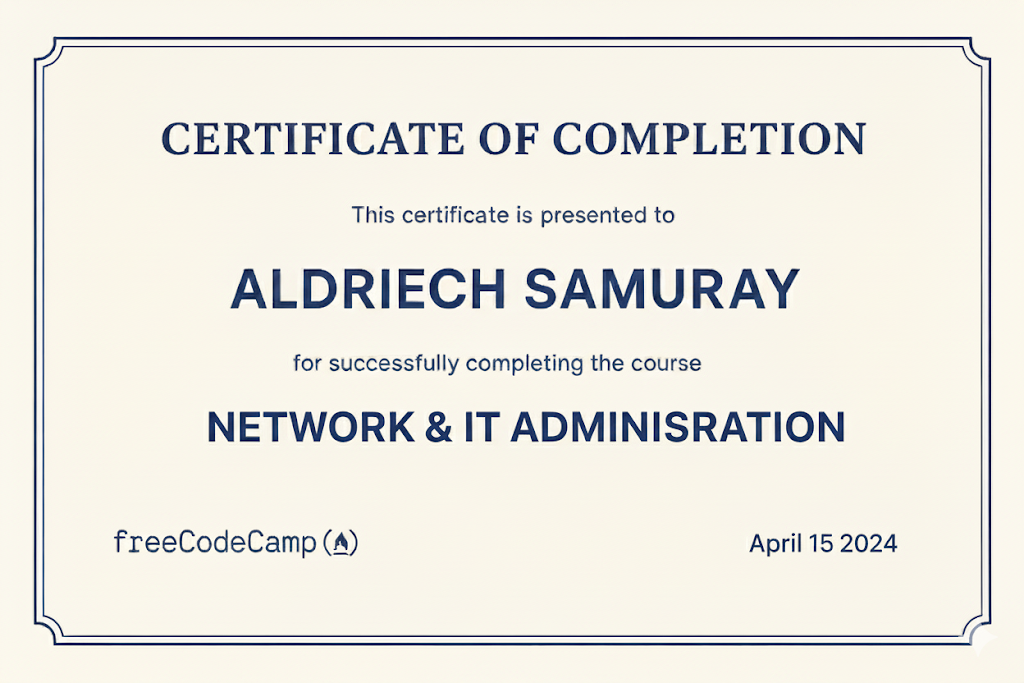 CERTIFICATE OF COMPLETION
This certificate is presented to
ALDRIECH SAMURAY
for successfully completing the course
NETWORK & IT ADMINISRATION
freeCodeCamp
April 15 2024